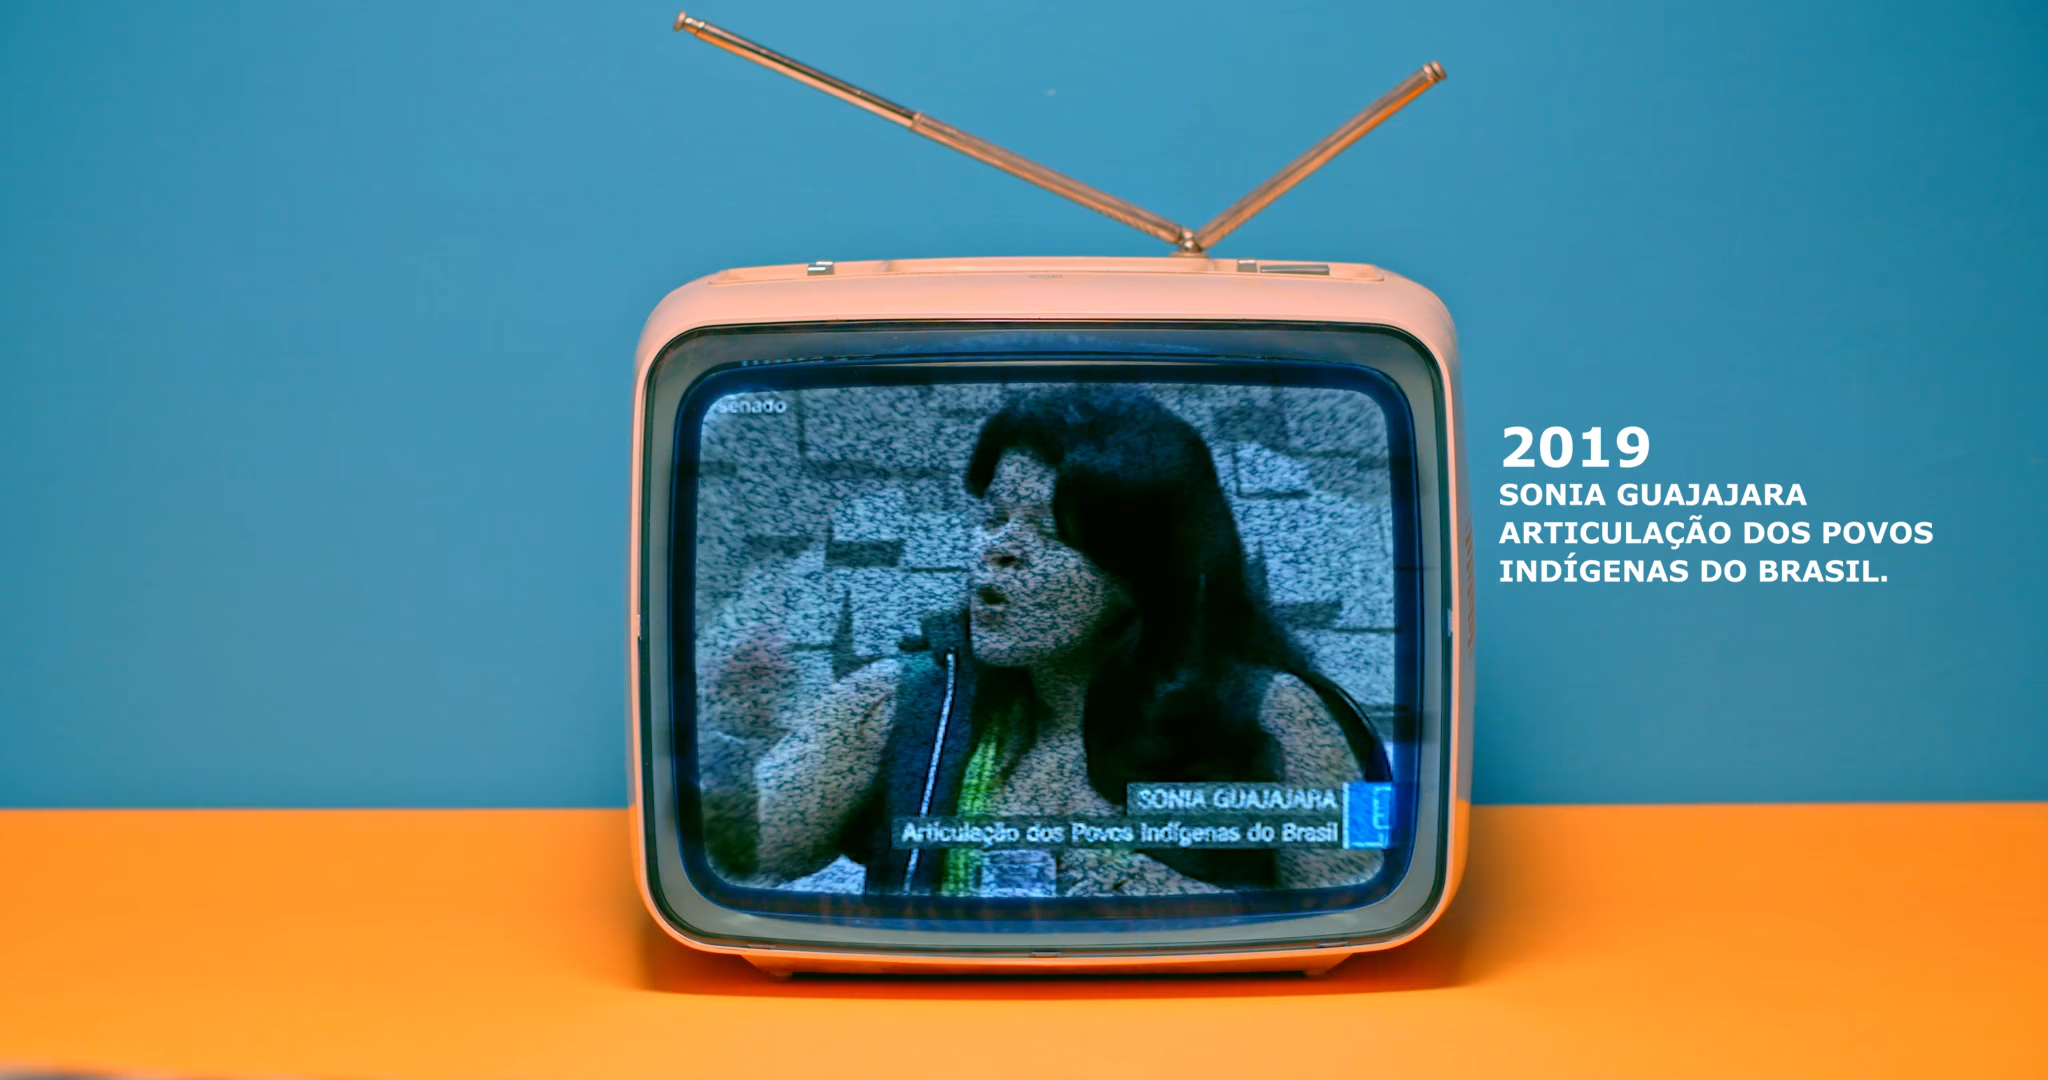 senado
2019
SONIA GUAJAJARA
ARTICULAÇÃO DOS POVOS
INDÍGENAS DO BRASIL.
SONIA GUAJAJARA
Articulação dos Povos Indígenas do Brasil
E